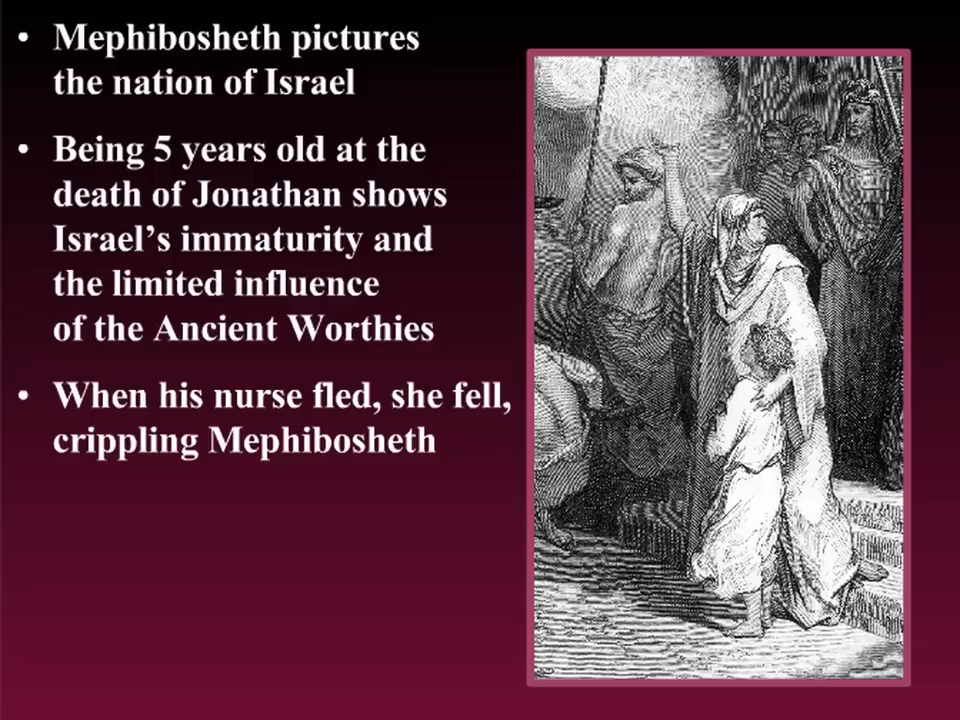 • Mephibosheth pictures
the nation of Israel
• Being 5 years old at the
death of Jonathan shows
Israel’s immaturity and
the limited influence
of the Ancient Worthies
• When his nurse fled, she fell,
crippling Mephibosheth